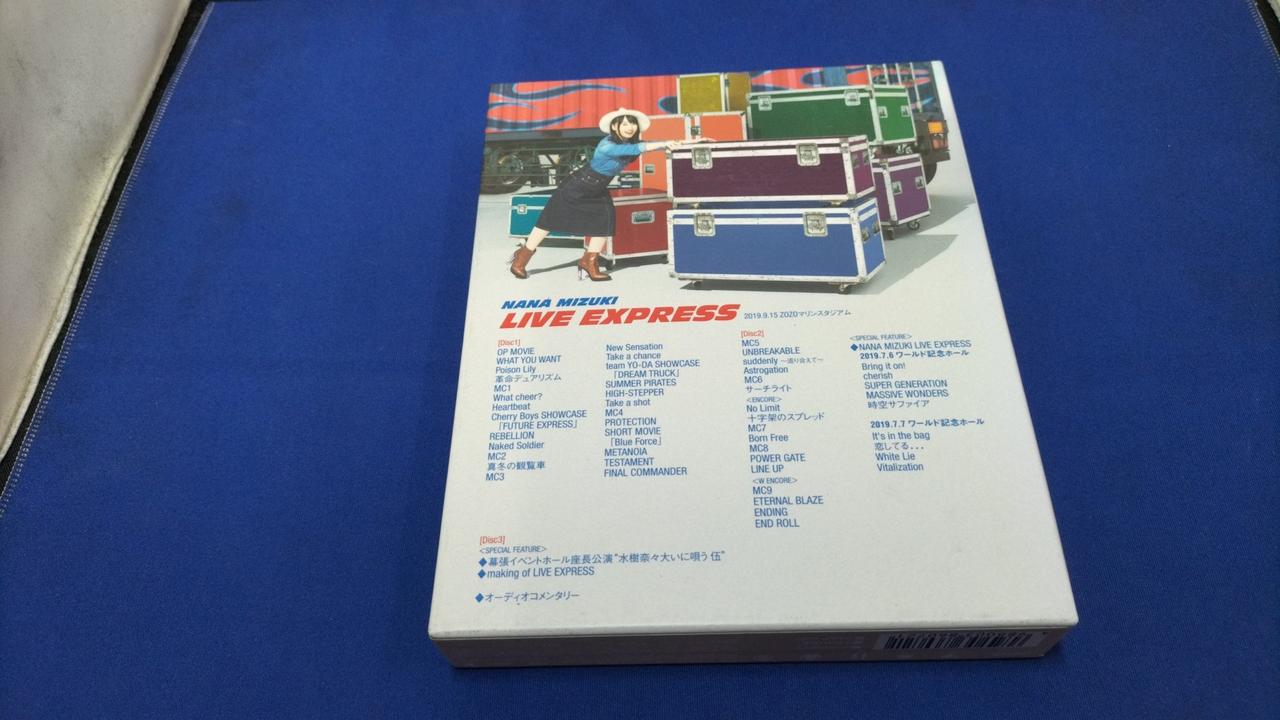 NANA MIZUKI
LIVE EXPRESS 2019.9.15 ZOZOマリンスタジアム
[Disc1]
OP MOVIE
WHAT YOU WANT
Poison Lily
革命デュアリズム
MC1
What cheer?
Heartbeat
Cherry Boys SHOWCASE
「FUTURE EXPRESS」
REBELLION
Naked Soldier
MC2
真冬の観覧車
MC3
New Sensation
Take a chance
team YO-DA SHOWCASE
「DREAM TRUCK」
SUMMER PIRATES
HIGH-STEPPER
Take a shot
MC4
PROTECTION
SHORT MOVIE
「Blue Force」
METANOIA
TESTAMENT
FINAL COMMANDER
[Disc2]
MC5
UNBREAKABLE
suddenly ～巡り合えて～
Astrogation
MC6
サーチライト
<ENCORE>
No Limit
十字架のスプレッド
MC7
Born Free
MC8
POWER GATE
LINE UP
<W ENCORE>
MC9
ETERNAL BLAZE
ENDING
END ROLL
<SPECIAL FEATURE>
◆NANA MIZUKI LIVE EXPRESS
2019.7.6 ワールド記念ホール
Bring it on!
cherish
SUPER GENERATION
MASSIVE WONDERS
時空サファイア
2019.7.7 ワールド記念ホール
It's in the bag
恋してる...
White Lie
Vitalization
[Disc3]
<SPECIAL FEATURE>
◆幕張イベントホール座長公演"水樹奈々大いに唄う 伍"
◆making of LIVE EXPRESS
◆オーディオコメンタリー